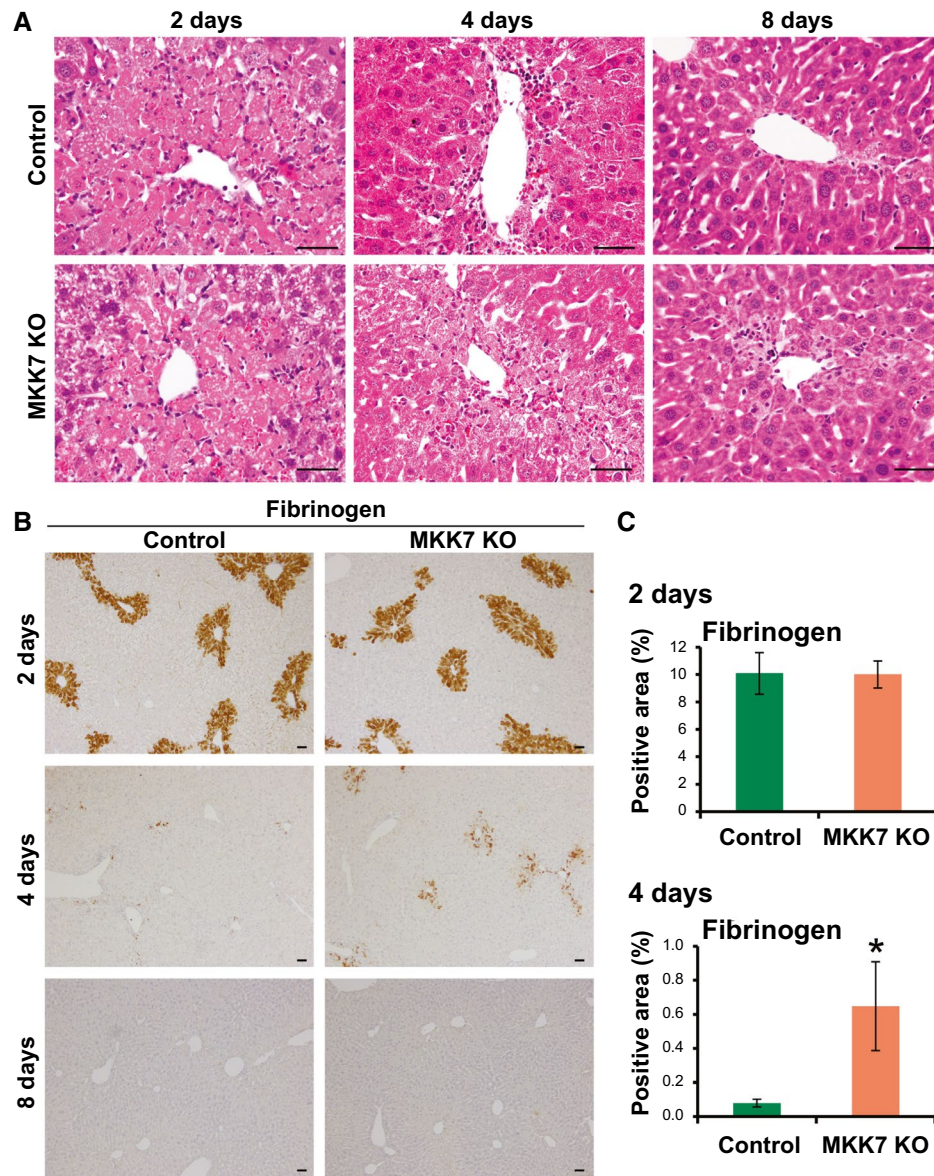 A
2 days
4 days
8 days
Control
MKK7 KO
B
Fibrinogen
Control
MKK7 KO
2 days
4 days
8 days
C
2 days
Fibrinogen
Positive area (%)
12
10
8
6
4
2
0
Control
MKK7 KO
4 days
Fibrinogen
Positive area (%)
1.0
0.8
0.6
0.4
0.2
0.0
*
Control
MKK7 KO